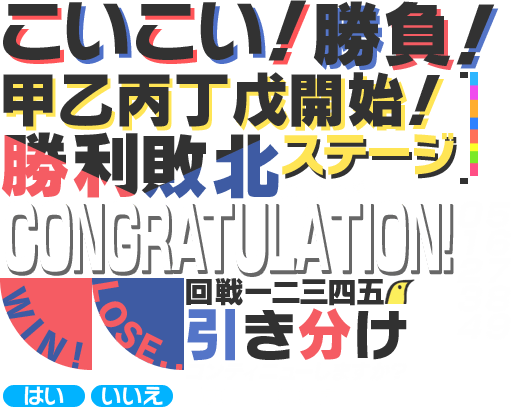 こいこい！勝負！
甲乙丙丁戊開始！
勝利敗北ステージ
CONGRATULATION!
WIN!
LOSE..
回戦一二三四五
引き分け
はい いいえ